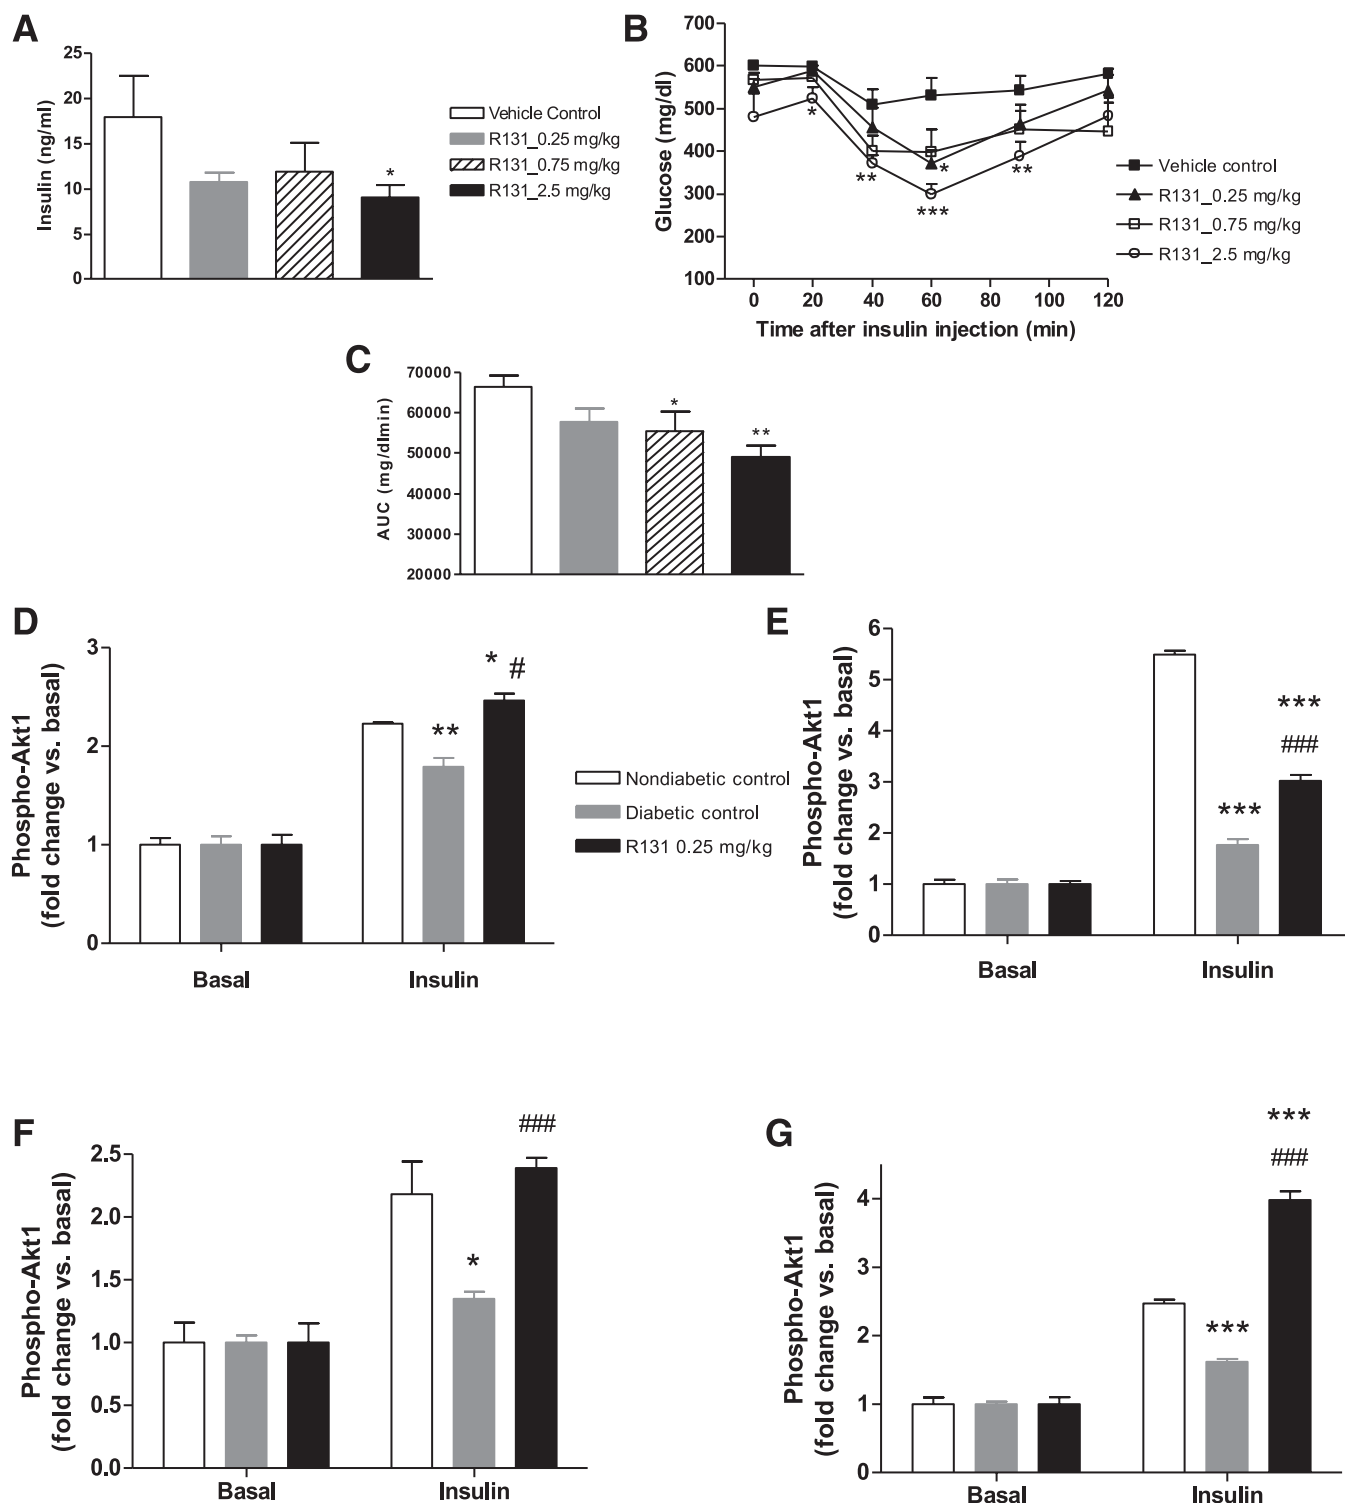 A
Insulin (ng/ml)
25
20
15
10
5
0
*
Vehicle Control
R131_0.25 mg/kg
R131_0.75 mg/kg
R131_2.5 mg/kg
B
Glucose (mg/dl)
700
600
500
400
300
200
100
*
**
*
***
**
0 20 40 60 80 100 120
Time after insulin injection (min)
Vehicle control
R131_0.25 mg/kg
R131_0.75 mg/kg
R131_2.5 mg/kg
C
AUC (mg/dlmin)
70000
60000
50000
40000
30000
20000
*
**
D
Phospho-Akt1
(fold change vs. basal)
3
2
1
0
**
* #
Basal Insulin
Nondiabetic control
Diabetic control
R131 0.25 mg/kg
E
Phospho-Akt1
(fold change vs. basal)
6
5
4
3
2
1
0
***
***
###
Basal Insulin
F
Phospho-Akt1
(fold change vs. basal)
2.5
2.0
1.5
1.0
0.5
0.0
*
###
Basal Insulin
G
Phospho-Akt1
(fold change vs. basal)
4
2
1
0
***
***
###
Basal Insulin